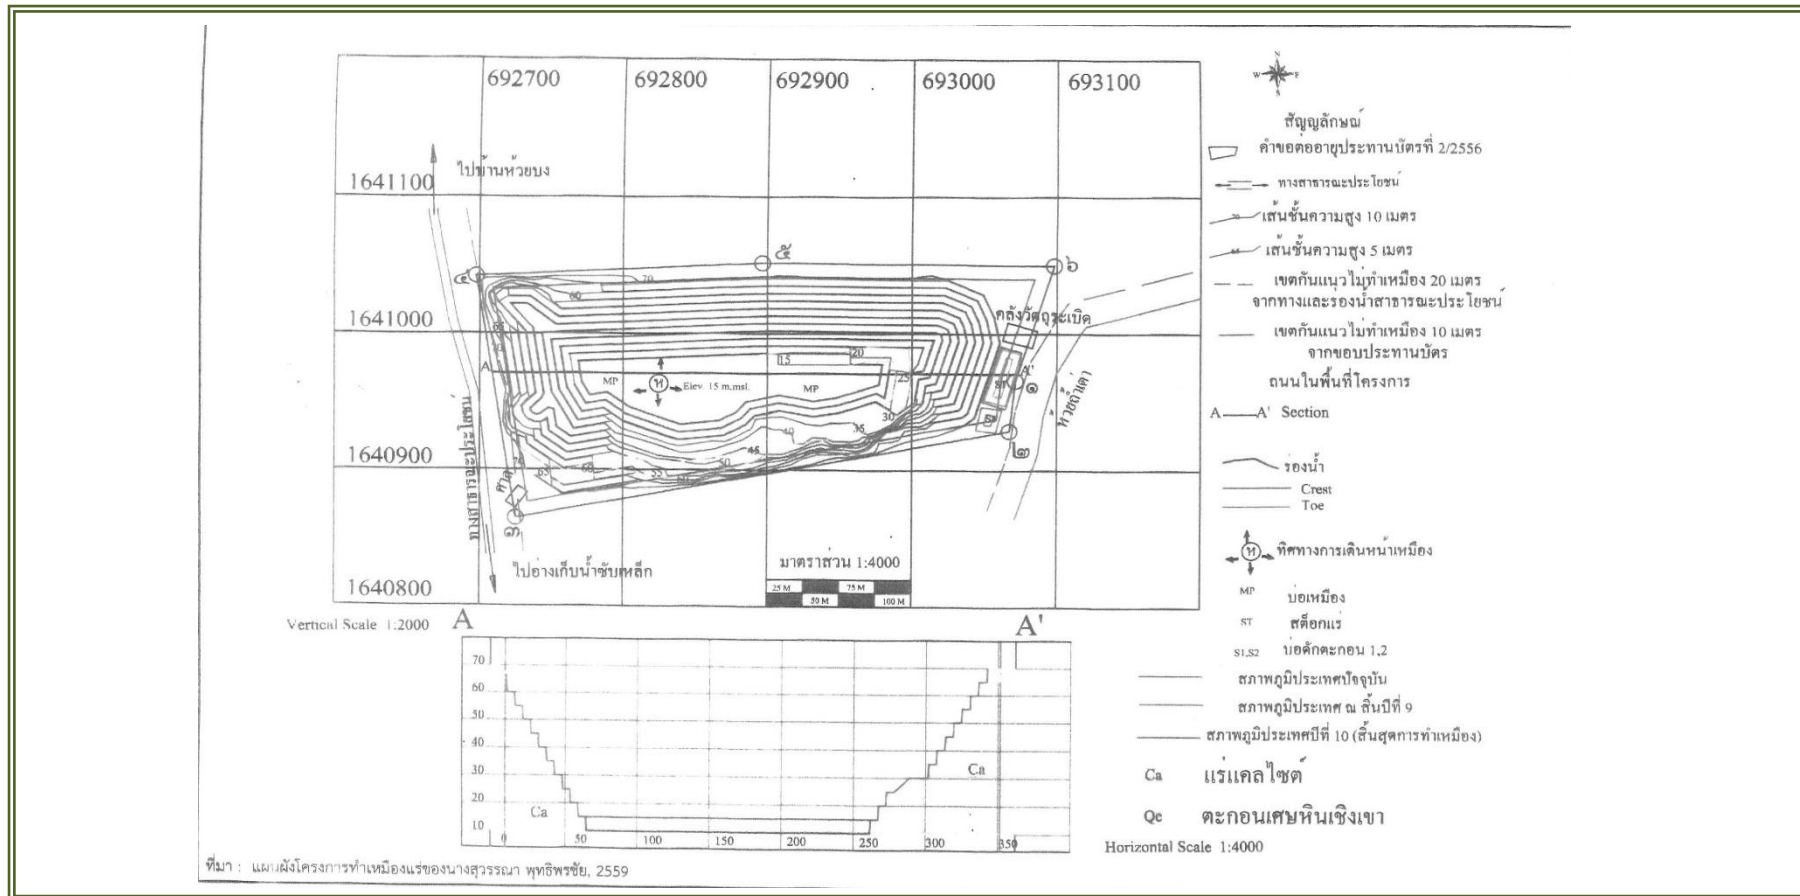 692700 692800 692900 693000 693100
ไปบ้านห้วยบง
1641100
๔ ๕ ๖
70
60
1641000
คลังวัตถุระเบิด
65
70
15 20
25
A A'
MP ห Elev. 15 m.msl. MP
ST ๑
30
35
40
45
50
55
60
65
70
60
๒
ห้วยถ้ำเต่า
1640900
ทางสาธารณะประโยชน์
ศาล
๓
ไปอ่างเก็บน้ำซับเหล็ก
มาตราส่วน 1:4000
25 M 75 M
50 M 100 M
1640800
N
W E
S
สัญญลักษณ์
คำขอต่ออายุประทานบัตรที่ 2/2556
ทางสาธารณะประโยชน์
เส้นชั้นความสูง 10 เมตร
เส้นชั้นความสูง 5 เมตร
เขตกันแนวไม่ทำเหมือง 20 เมตร
จากทางและร่องน้ำสาธารณะประโยชน์
เขตกันแนวไม่ทำเหมือง 10 เมตร
จากขอบประทานบัตร
ถนนในพื้นที่โครงการ
A A' Section
ร่องน้ำ
Crest
Toe
ห ทิศทางการเดินหน้าเหมือง
MP บ่อเหมือง
ST สต็อกแร่
S1,S2 บ่อดักตะกอน 1,2
สภาพภูมิประเทศปัจจุบัน
สภาพภูมิประเทศ ณ สิ้นปีที่ 9
สภาพภูมิประเทศปีที่ 10 (สิ้นสุดการทำเหมือง)
Ca แร่แคลไซต์
Qc ตะกอนเศษหินเชิงเขา
Vertical Scale 1:2000
A A'
70
60
50
40
30
20
10
Ca Ca
0 50 100 150 200 250 300 350
Horizontal Scale 1:4000
ที่มา : แผนผังโครงการทำเหมืองแร่ของนางสุวรรณา พุทธิพรชัย, 2559